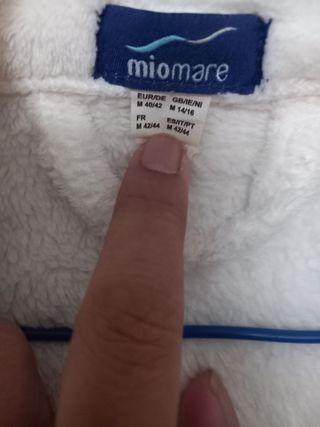 miomare
EUR/DE GB/IE/NI
M 40/42 M 14/16
FR ES/IT/PT
M 42/44 M 42/44